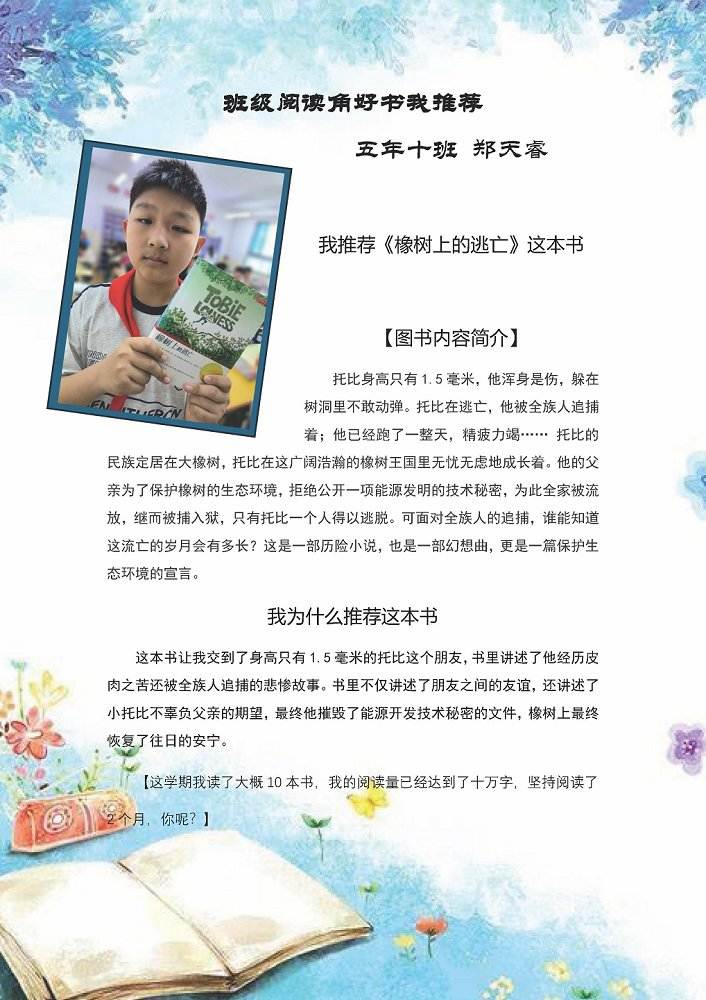 班级阅读角好书我推荐
五年十班 郑天睿
TOBIE
LOLNESS
橡树上的逃亡
我推荐《橡树上的逃亡》这本书
【图书内容简介】
托比身高只有1.5毫米，他浑身是伤，躲在
树洞里不敢动弹。托比在逃亡，他被全族人追捕
着；他已经跑了一整天，精疲力竭…… 托比的
民族定居在大橡树，托比在这广阔浩瀚的橡树王国里无忧无虑地成长着。他的父
亲为了保护橡树的生态环境，拒绝公开一项能源发明的技术秘密，为此全家被流
放，继而被捕入狱，只有托比一个人得以逃脱。可面对全族人的追捕，谁能知道
这流亡的岁月会有多长？这是一部历险小说，也是一部幻想曲，更是一篇保护生
态环境的宣言。
我为什么推荐这本书
这本书让我交到了身高只有1.5毫米的托比这个朋友，书里讲述了他经历皮
肉之苦还被全族人追捕的悲惨故事。书里不仅讲述了朋友之间的友谊，还讲述了
小托比不辜负父亲的期望，最终他摧毁了能源开发技术秘密的文件，橡树上最终
恢复了往日的安宁。
【这学期我读了大概10本书，我的阅读量已经达到了十万字，坚持阅读了
2个月，你呢？】